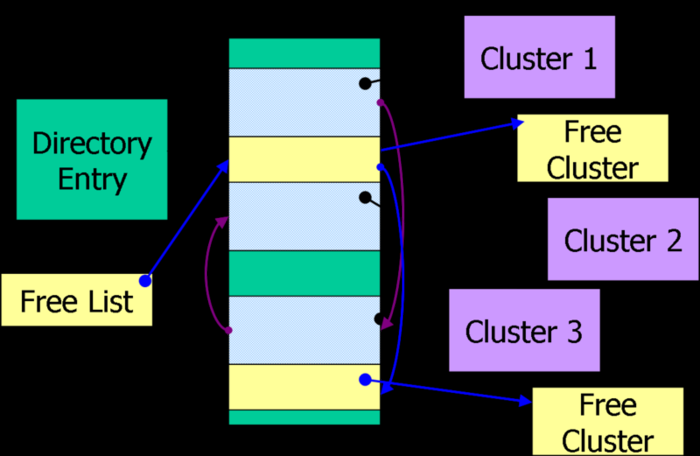 Cluster 1
Directory
Entry
Free
Cluster
Cluster 2
Free List
Cluster 3
Free
Cluster